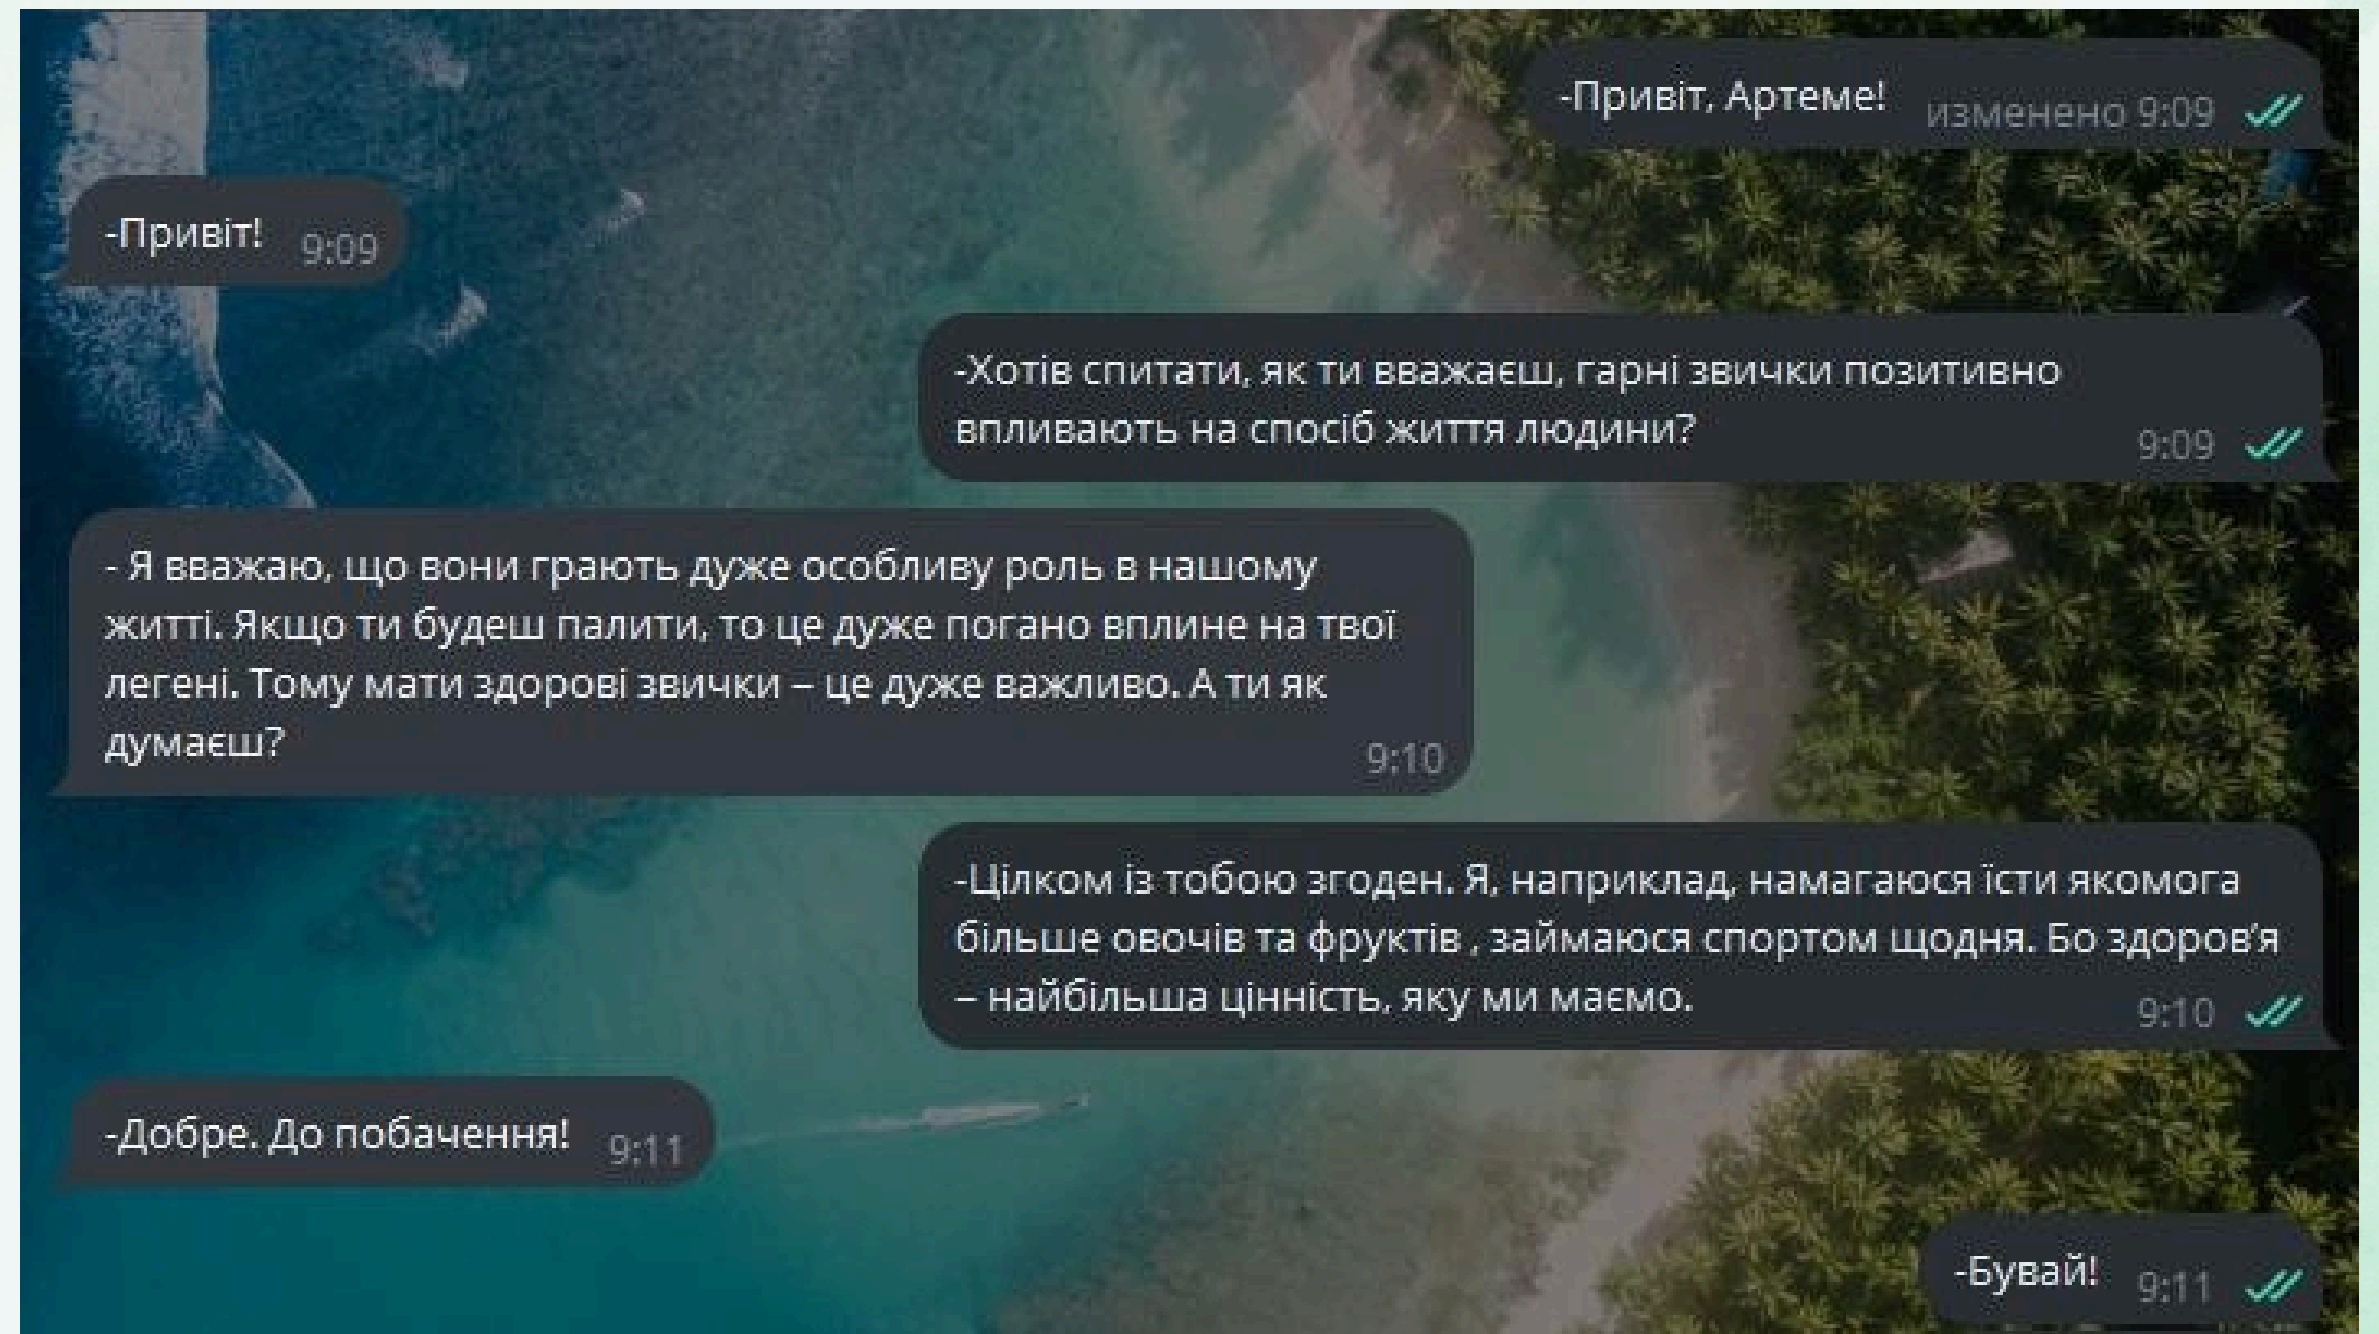 -Привіт, Артеме! изменено 9:09
-Привіт! 9:09
-Хотів спитати, як ти вважаєш, гарні звички позитивно
впливають на спосіб життя людини?
9:09
- Я вважаю, що вони грають дуже особливу роль в нашому
житті. Якщо ти будеш палити, то це дуже погано вплине на твої
легені. Тому мати здорові звички – це дуже важливо. А ти як
думаєш?
9:10
-Цілком із тобою згоден. Я, наприклад, намагаюся їсти якомога
більше овочів та фруктів , займаюся спортом щодня. Бо здоров’я
– найбільша цінність, яку ми маємо.
9:10
-Добре. До побачення! 9:11
-Бувай! 9:11